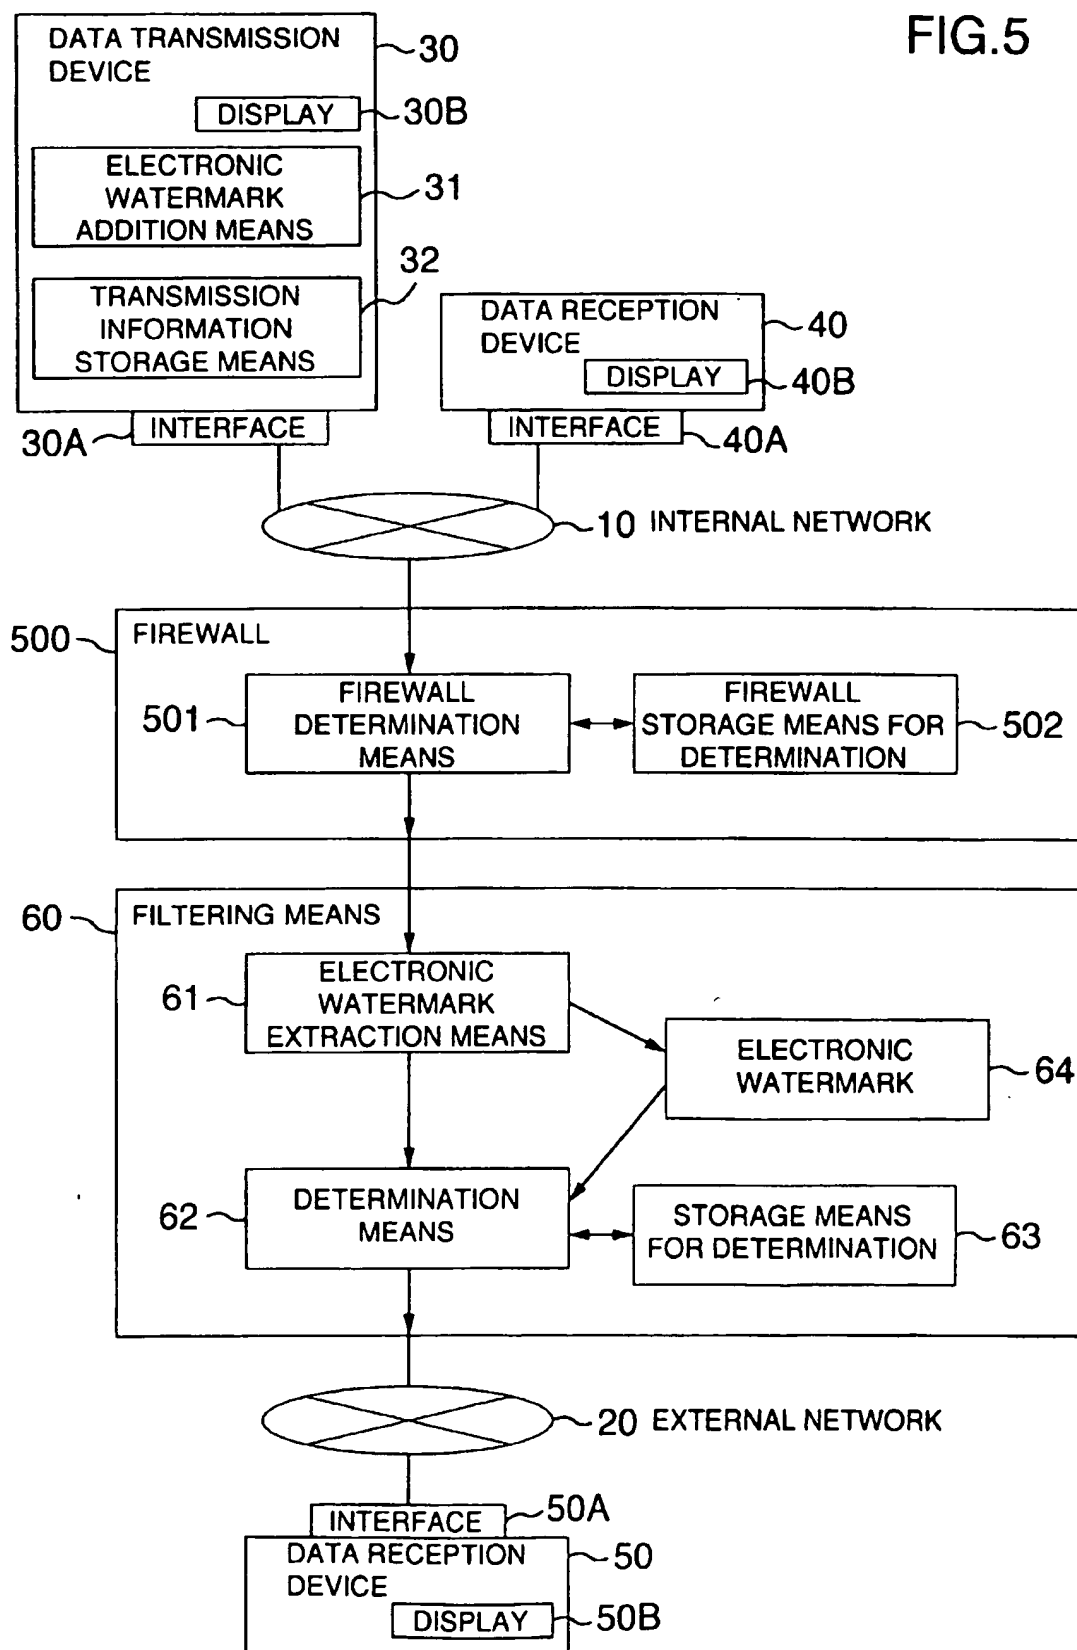 FIG.5
DATA TRANSMISSION
DEVICE
30
DISPLAY
30B
ELECTRONIC
WATERMARK
ADDITION MEANS
31
TRANSMISSION
INFORMATION
STORAGE MEANS
32
INTERFACE
30A
DATA RECEPTION
DEVICE
40
DISPLAY
40B
INTERFACE
40A
10 INTERNAL NETWORK
500
FIREWALL
501
FIREWALL
DETERMINATION
MEANS
FIREWALL
STORAGE MEANS FOR
DETERMINATION
502
60
FILTERING MEANS
61
ELECTRONIC
WATERMARK
EXTRACTION MEANS
ELECTRONIC
WATERMARK
64
62
DETERMINATION
MEANS
STORAGE MEANS
FOR DETERMINATION
63
20 EXTERNAL NETWORK
INTERFACE
50A
DATA RECEPTION
DEVICE
50
DISPLAY
50B